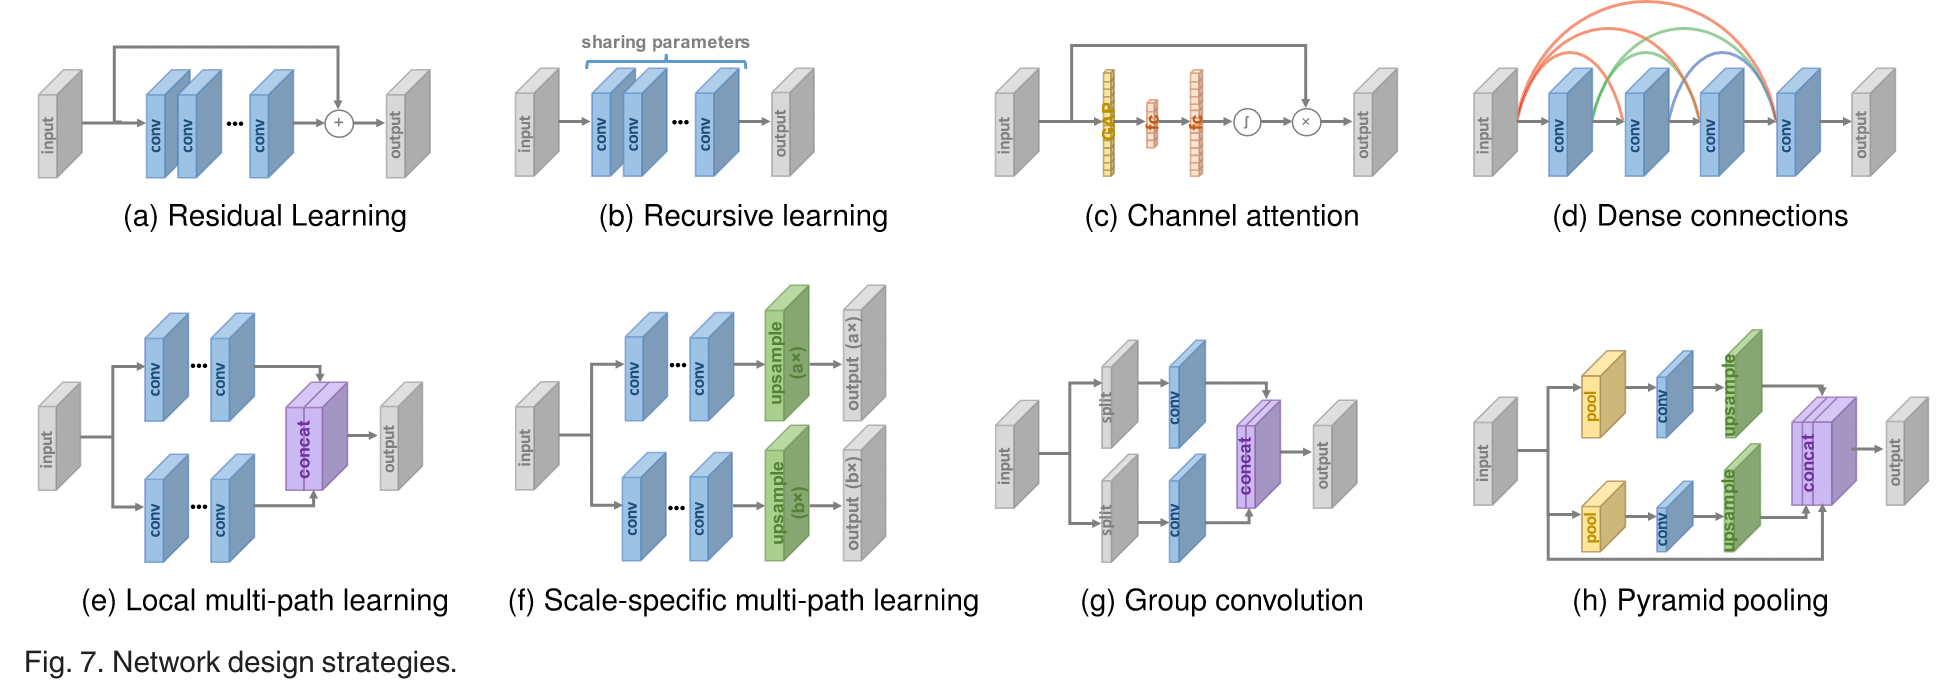 input conv conv ••• conv + output
sharing parameters
input conv conv ••• conv output
input GAP fc fc ∫ × output
input conv conv conv conv output
(a) Residual Learning
(b) Recursive learning
(c) Channel attention
(d) Dense connections
input conv ••• conv conv ••• conv concat output
input conv ••• conv upsample (a×) output (a×) conv ••• conv upsample (b×) output (b×)
input split conv split conv concat output
input pool conv upsample pool conv upsample concat output
(e) Local multi-path learning
(f) Scale-specific multi-path learning
(g) Group convolution
(h) Pyramid pooling
Fig. 7. Network design strategies.